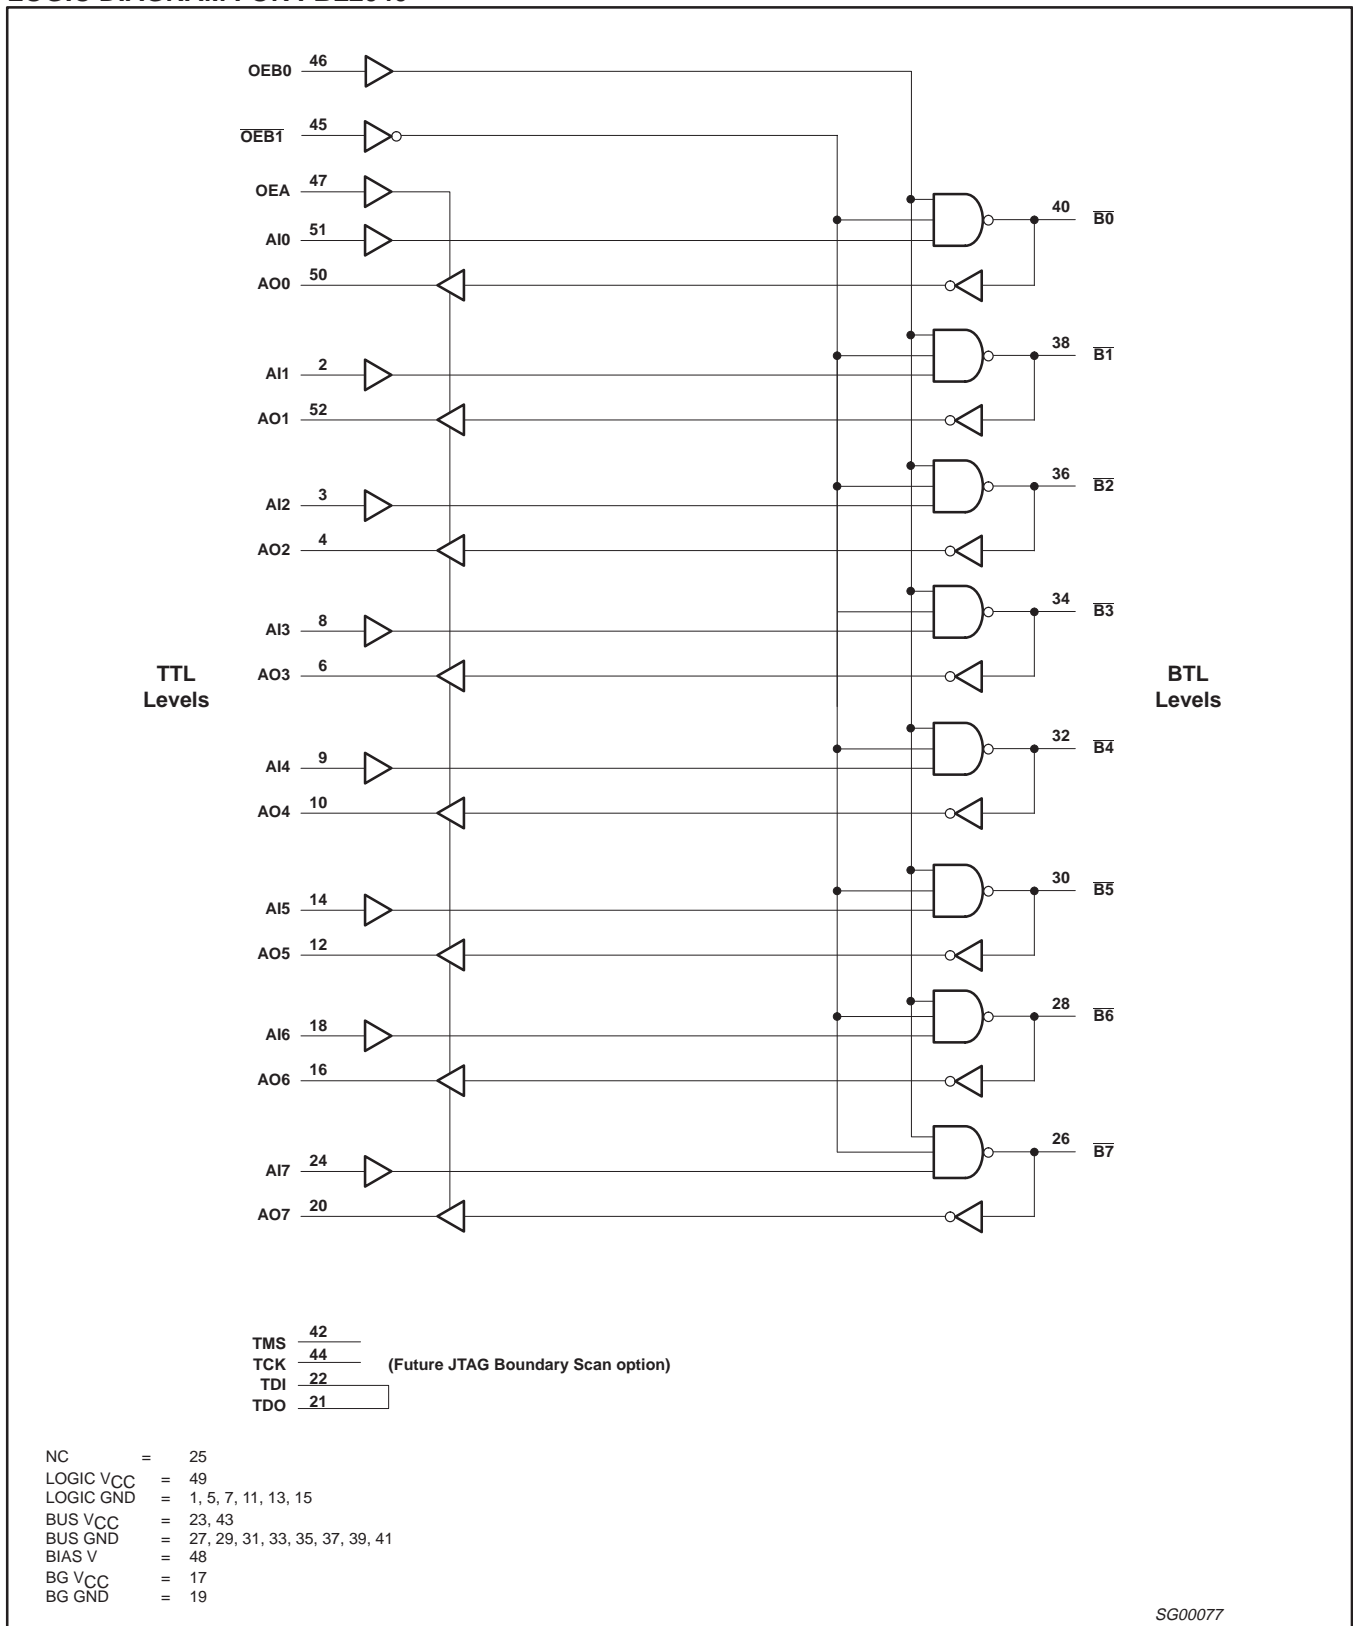 OEB0 46
OEB1 45
OEA 47
AI0 51
40 B0
AO0 50
AI1 2
38 B1
AO1 52
AI2 3
36 B2
AO2 4
AI3 8
34 B3
AO3 6
TTL
Levels
BTL
Levels
AI4 9
32 B4
AO4 10
AI5 14
30 B5
AO5 12
AI6 18
28 B6
AO6 16
AI7 24
26 B7
AO7 20
TMS 42
TCK 44 (Future JTAG Boundary Scan option)
TDI 22
TDO 21
NC = 25
LOGIC VCC = 49
LOGIC GND = 1, 5, 7, 11, 13, 15
BUS VCC = 23, 43
BUS GND = 27, 29, 31, 33, 35, 37, 39, 41
BIAS V = 48
BG VCC = 17
BG GND = 19
SG00077